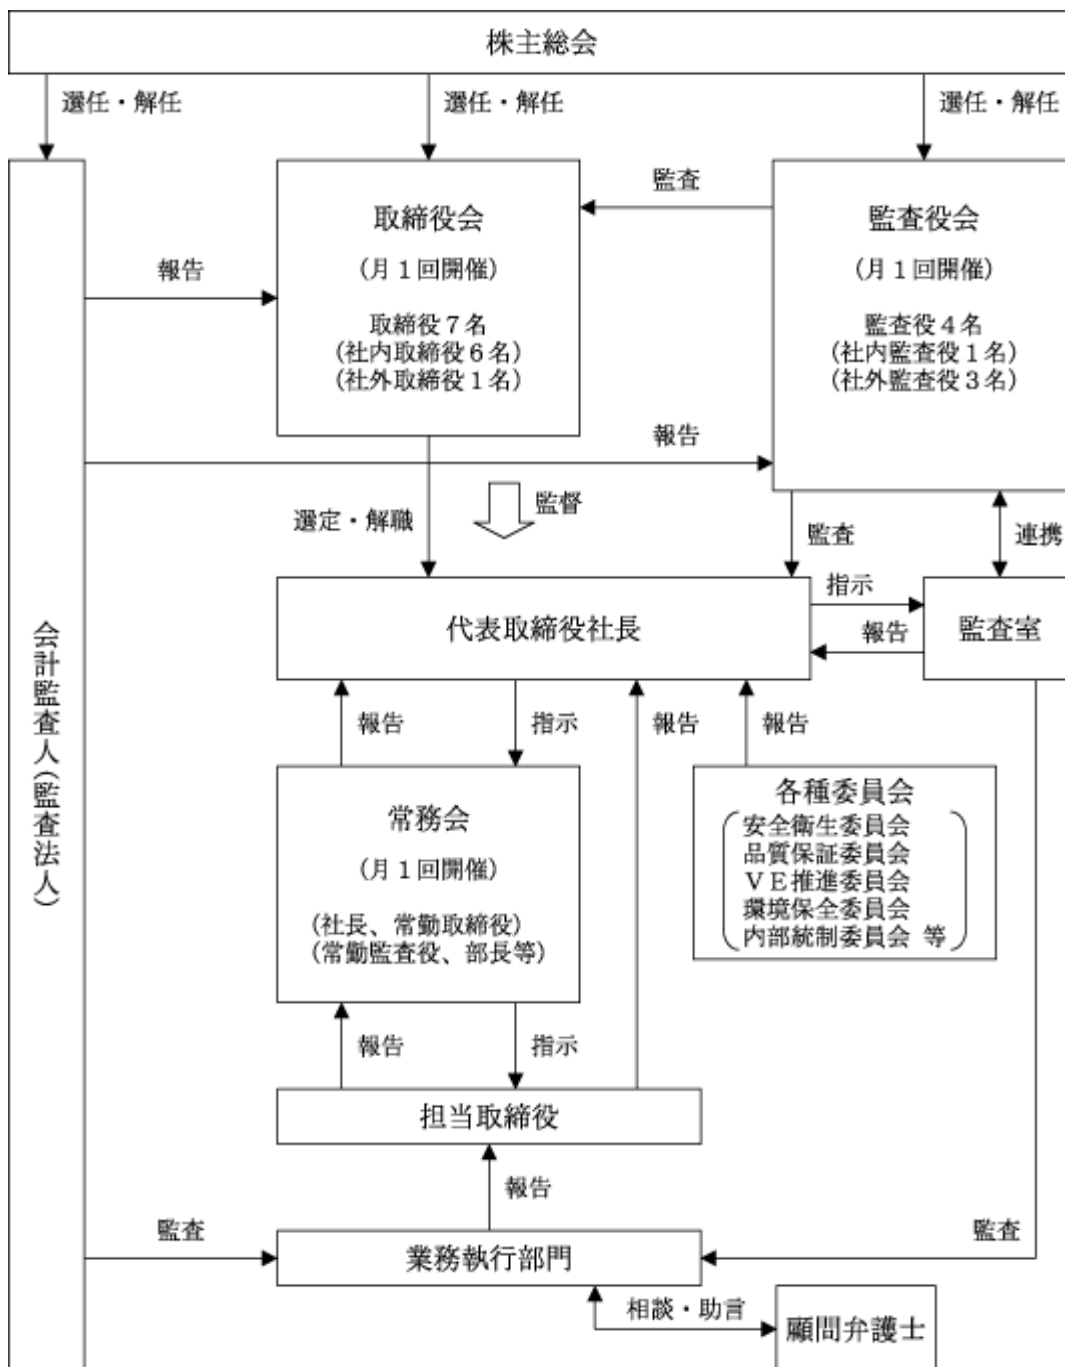 株主総会
選任・解任
選任・解任
選任・解任
取締役会
(月1回開催)
取締役7名
(社内取締役6名)
(社外取締役1名)
監査
監査役会
(月1回開催)
監査役4名
(社内監査役1名)
(社外監査役3名)
報告
報告
選定・解職
監督
監査
連携
代表取締役社長
指示
報告
監査室
会計監査人(監査法人)
報告
指示
報告
報告
常務会
(月1回開催)
(社長、常勤取締役)
(常勤監査役、部長等)
各種委員会
安全衛生委員会
品質保証委員会
VE推進委員会
環境保全委員会
内部統制委員会 等
報告
指示
担当取締役
報告
監査
業務執行部門
監査
相談・助言
顧問弁護士